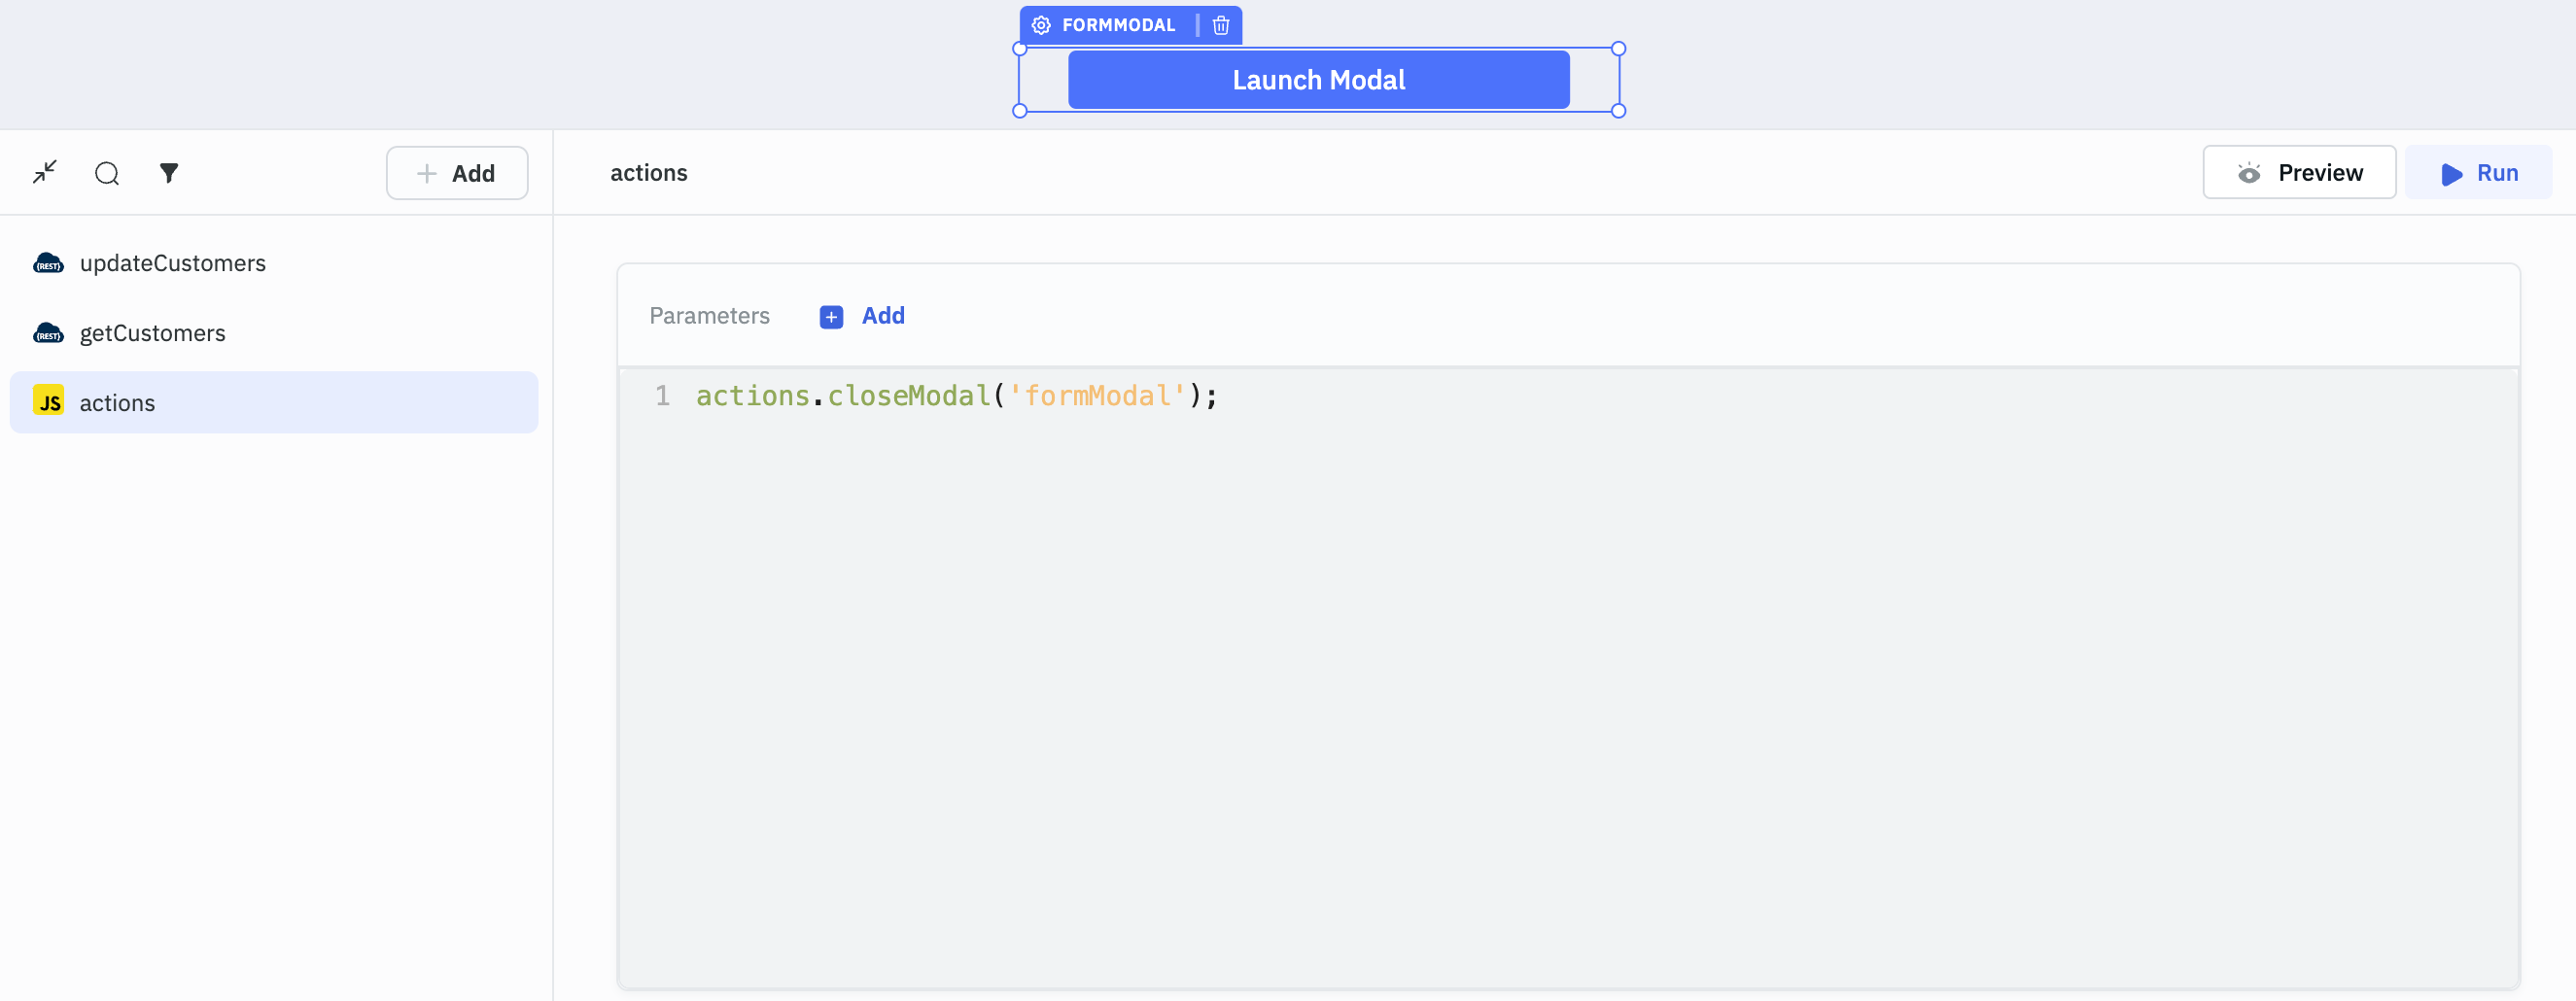 FORMMODAL
Launch Modal
Add
actions
Preview
Run
{REST} updateCustomers
{REST} getCustomers
JS actions
Parameters Add
1 actions.closeModal('formModal');